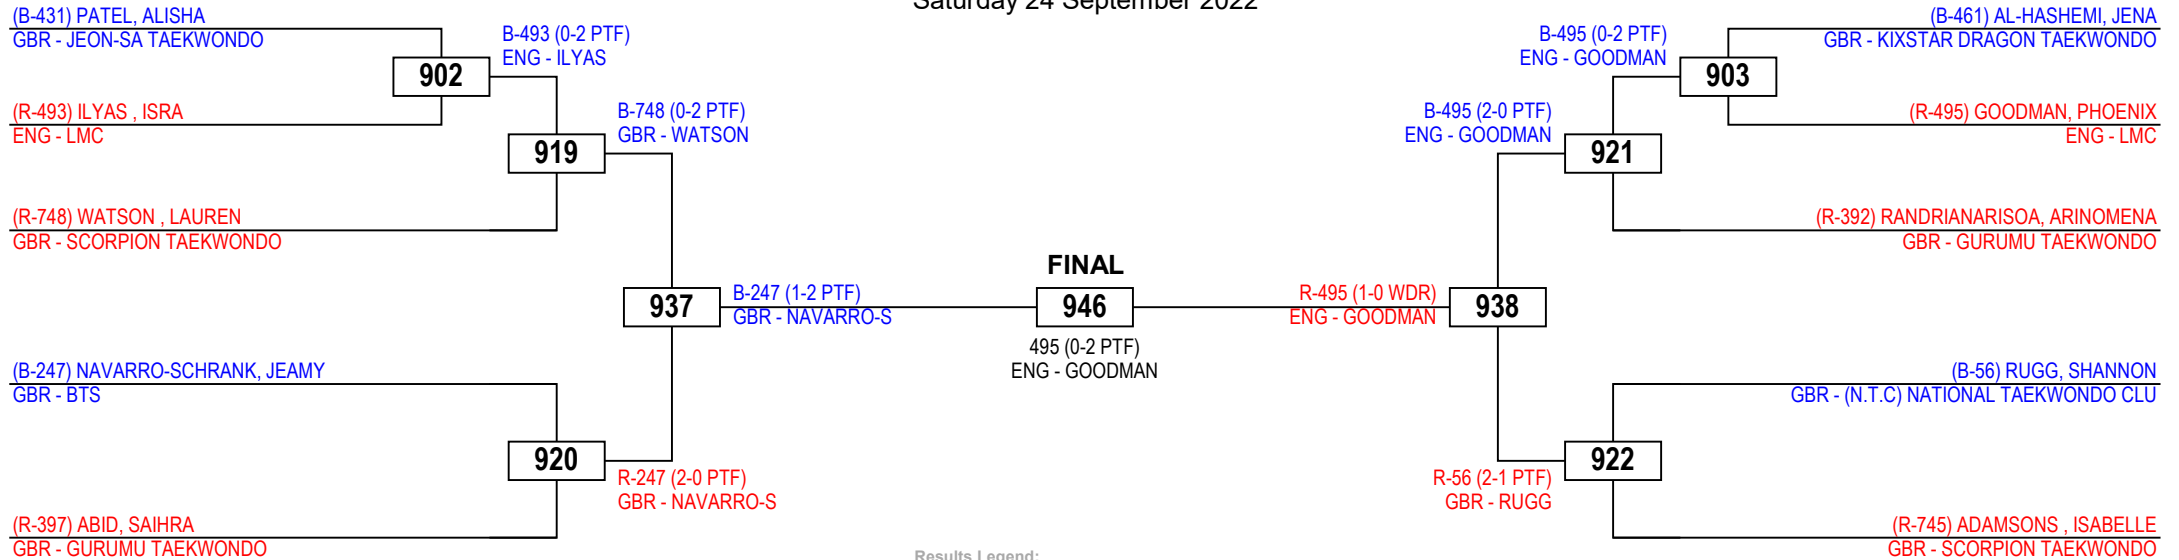 Saturday 24 September 2022
(B-431) PATEL, ALISHA
GBR - JEON-SA TAEKWONDO
902
(R-493) ILYAS , ISRA
ENG - LMC
B-493 (0-2 PTF)
ENG - ILYAS
919
(R-748) WATSON , LAUREN
GBR - SCORPION TAEKWONDO
B-748 (0-2 PTF)
GBR - WATSON
937
(B-247) NAVARRO-SCHRANK, JEAMY
GBR - BTS
920
(R-397) ABID, SAIHRA
GBR - GURUMU TAEKWONDO
R-247 (2-0 PTF)
GBR - NAVARRO-S
B-247 (1-2 PTF)
GBR - NAVARRO-S
FINAL
946
495 (0-2 PTF)
ENG - GOODMAN
R-495 (1-0 WDR)
ENG - GOODMAN
938
B-495 (2-0 PTF)
ENG - GOODMAN
921
B-495 (0-2 PTF)
ENG - GOODMAN
903
(B-461) AL-HASHEMI, JENA
GBR - KIXSTAR DRAGON TAEKWONDO
(R-495) GOODMAN, PHOENIX
ENG - LMC
(R-392) RANDRIANARISOA, ARINOMENA
GBR - GURUMU TAEKWONDO
R-56 (2-1 PTF)
GBR - RUGG
922
(B-56) RUGG, SHANNON
GBR - (N.T.C) NATIONAL TAEKWONDO CLU
(R-745) ADAMSONS , ISABELLE
GBR - SCORPION TAEKWONDO
Results Legend: